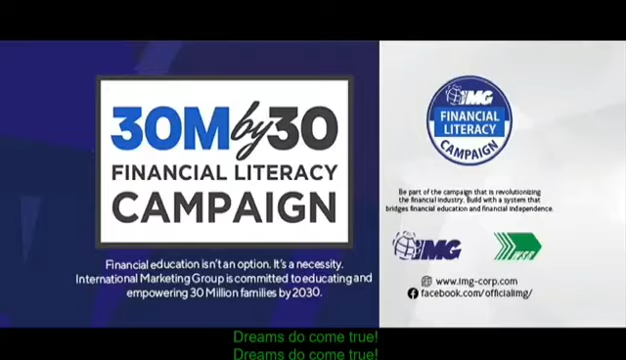 30M by 30
FINANCIAL LITERACY
CAMPAIGN
Financial education isn't an option. It's a necessity.
International Marketing Group is committed to educating and
empowering 30 Million families by 2030.
IMG
FINANCIAL
LITERACY
CAMPAIGN
Be part of the campaign that is revolutionizing
the financial industry. Build with a system that
bridges financial education and financial independence.
IMG
www.img-corp.com
facebook.com/officialimg/
Dreams do come true!
Dreams do come true!